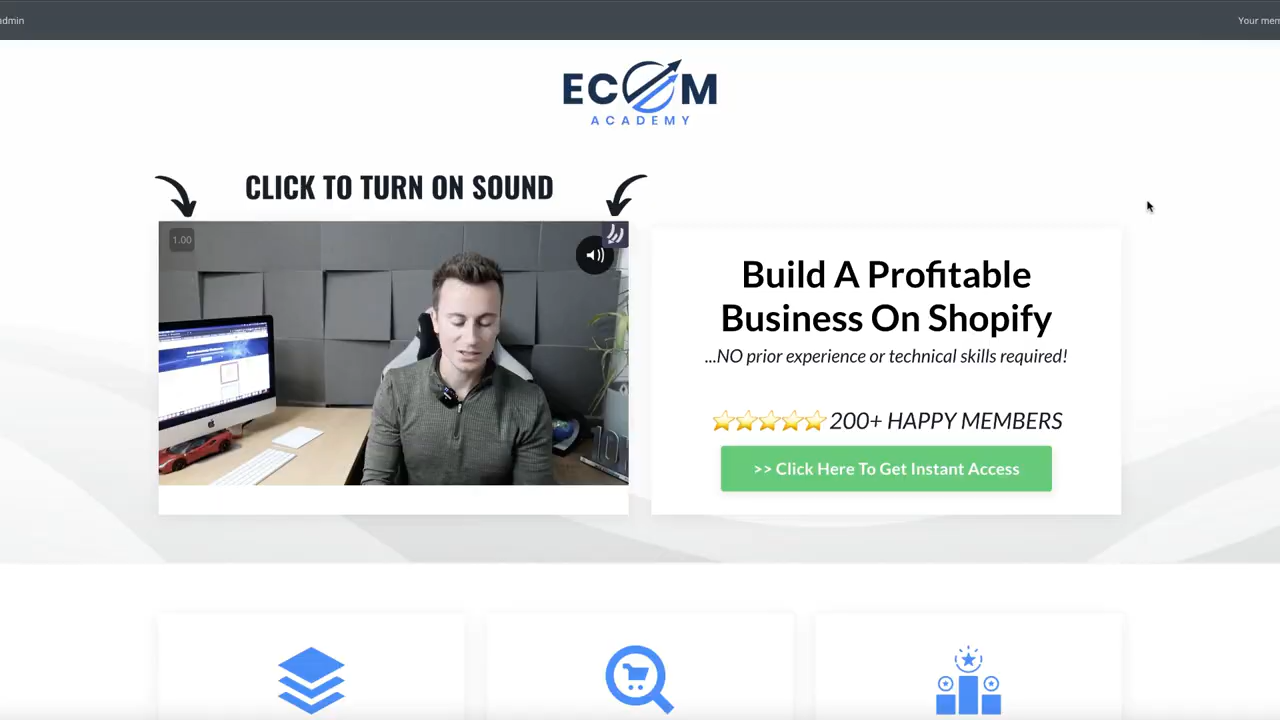 admin
Your mem
ECOM
ACADEMY
CLICK TO TURN ON SOUND
1.00
Build A Profitable
Business On Shopify
...NO prior experience or technical skills required!
⭐⭐⭐⭐⭐ 200+ HAPPY MEMBERS
>> Click Here To Get Instant Access